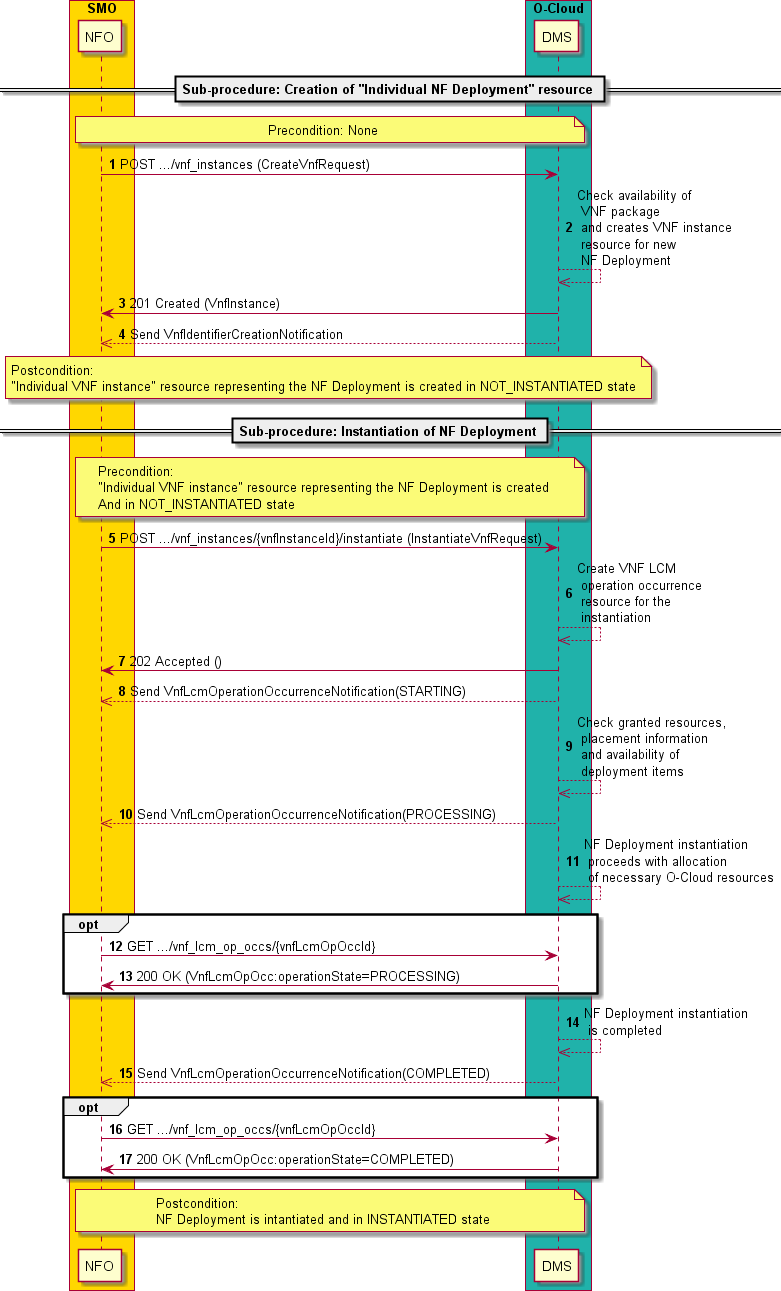 SMO
O-Cloud
NFO
DMS
Sub-procedure: Creation of "Individual NF Deployment" resource
Precondition: None
1 POST .../vnf_instances (CreateVnfRequest)
Check availability of
VNF package
2 and creates VNF instance
resource for new
NF Deployment
3 201 Created (VnfInstance)
4 Send VnfIdentifierCreationNotification
Postcondition:
"Individual VNF instance" resource representing the NF Deployment is created in NOT_INSTANTIATED state
Sub-procedure: Instantiation of NF Deployment
Precondition:
"Individual VNF instance" resource representing the NF Deployment is created
And in NOT_INSTANTIATED state
5 POST .../vnf_instances/{vnfInstanceId}/instantiate (InstantiateVnfRequest)
Create VNF LCM
operation occurrence
6 resource for the
instantiation
7 202 Accepted ()
8 Send VnfLcmOperationOccurrenceNotification(STARTING)
Check granted resources,
placement information
9 and availability of
deployment items
10 Send VnfLcmOperationOccurrenceNotification(PROCESSING)
NF Deployment instantiation
11 proceeds with allocation
of necessary O-Cloud resources
opt
12 GET .../vnf_lcm_op_occs/{vnfLcmOpOccId}
13 200 OK (VnfLcmOpOcc:operationState=PROCESSING)
14 NF Deployment instantiation
is completed
15 Send VnfLcmOperationOccurrenceNotification(COMPLETED)
opt
16 GET .../vnf_lcm_op_occs/{vnfLcmOpOccId}
17 200 OK (VnfLcmOpOcc:operationState=COMPLETED)
Postcondition:
NF Deployment is intantiated and in INSTANTIATED state
NFO
DMS